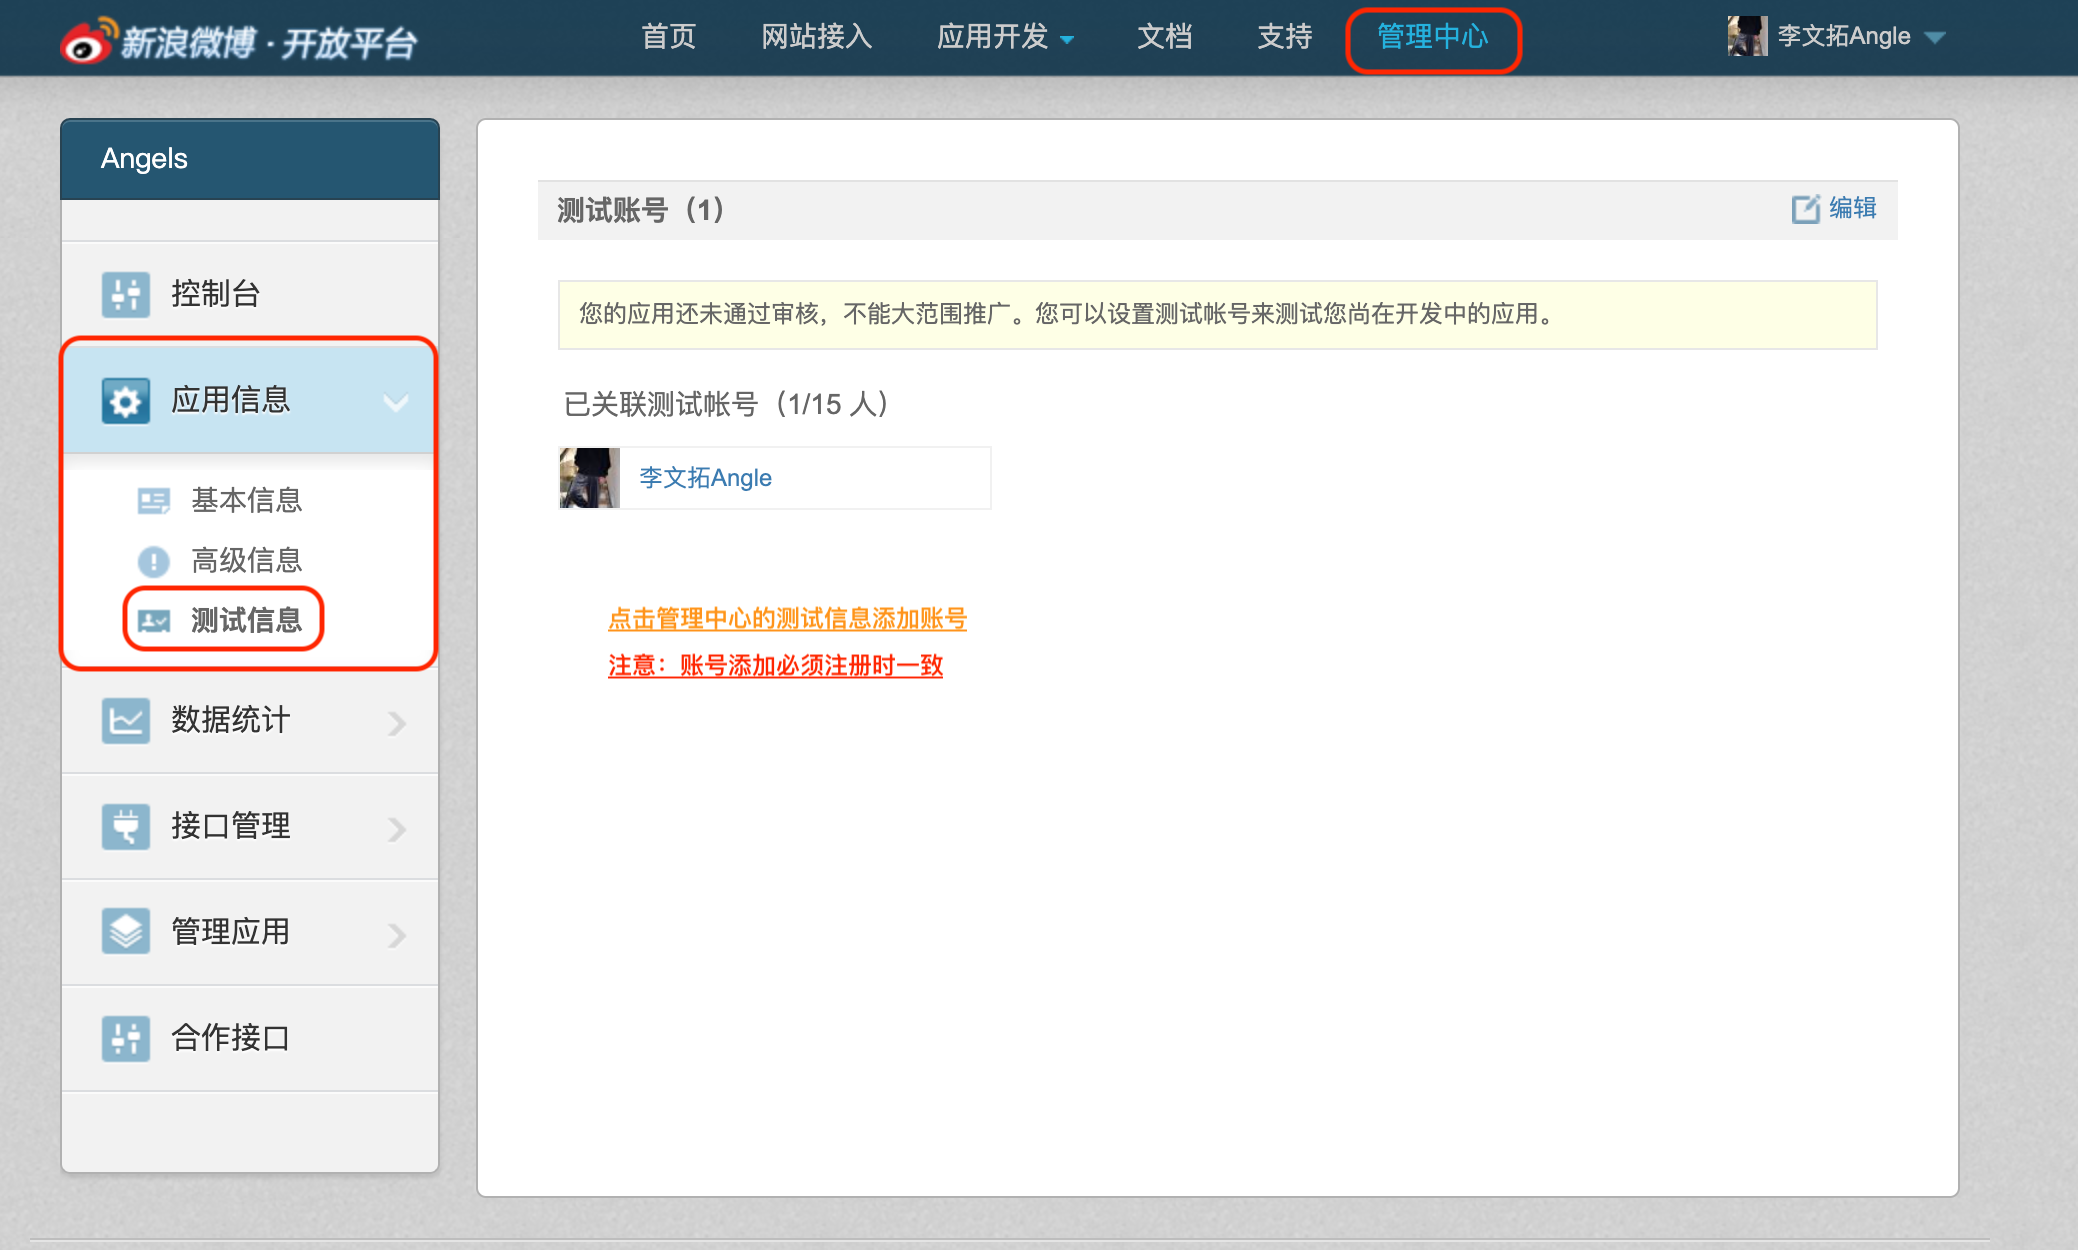 新浪微博·开放平台
首页 网站接入 应用开发 文档 支持 管理中心 李文拓Angle
Angels
控制台
应用信息
基本信息
高级信息
测试信息
数据统计
接口管理
管理应用
合作接口
测试账号（1） 编辑
您的应用还未通过审核，不能大范围推广。您可以设置测试帐号来测试您尚在开发中的应用。
已关联测试帐号（1/15 人）
李文拓Angle
点击管理中心的测试信息添加账号
注意：账号添加必须注册时一致